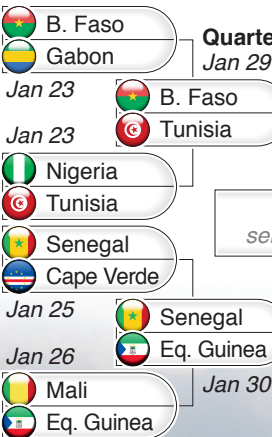 B. Faso
Gabon
Jan 23
Jan 29
B. Faso
Tunisia
Jan 23
Nigeria
Tunisia
Senegal
Cape Verde
Jan 25
Senegal
Eq. Guinea
Jan 30
Jan 26
Mali
Eq. Guinea